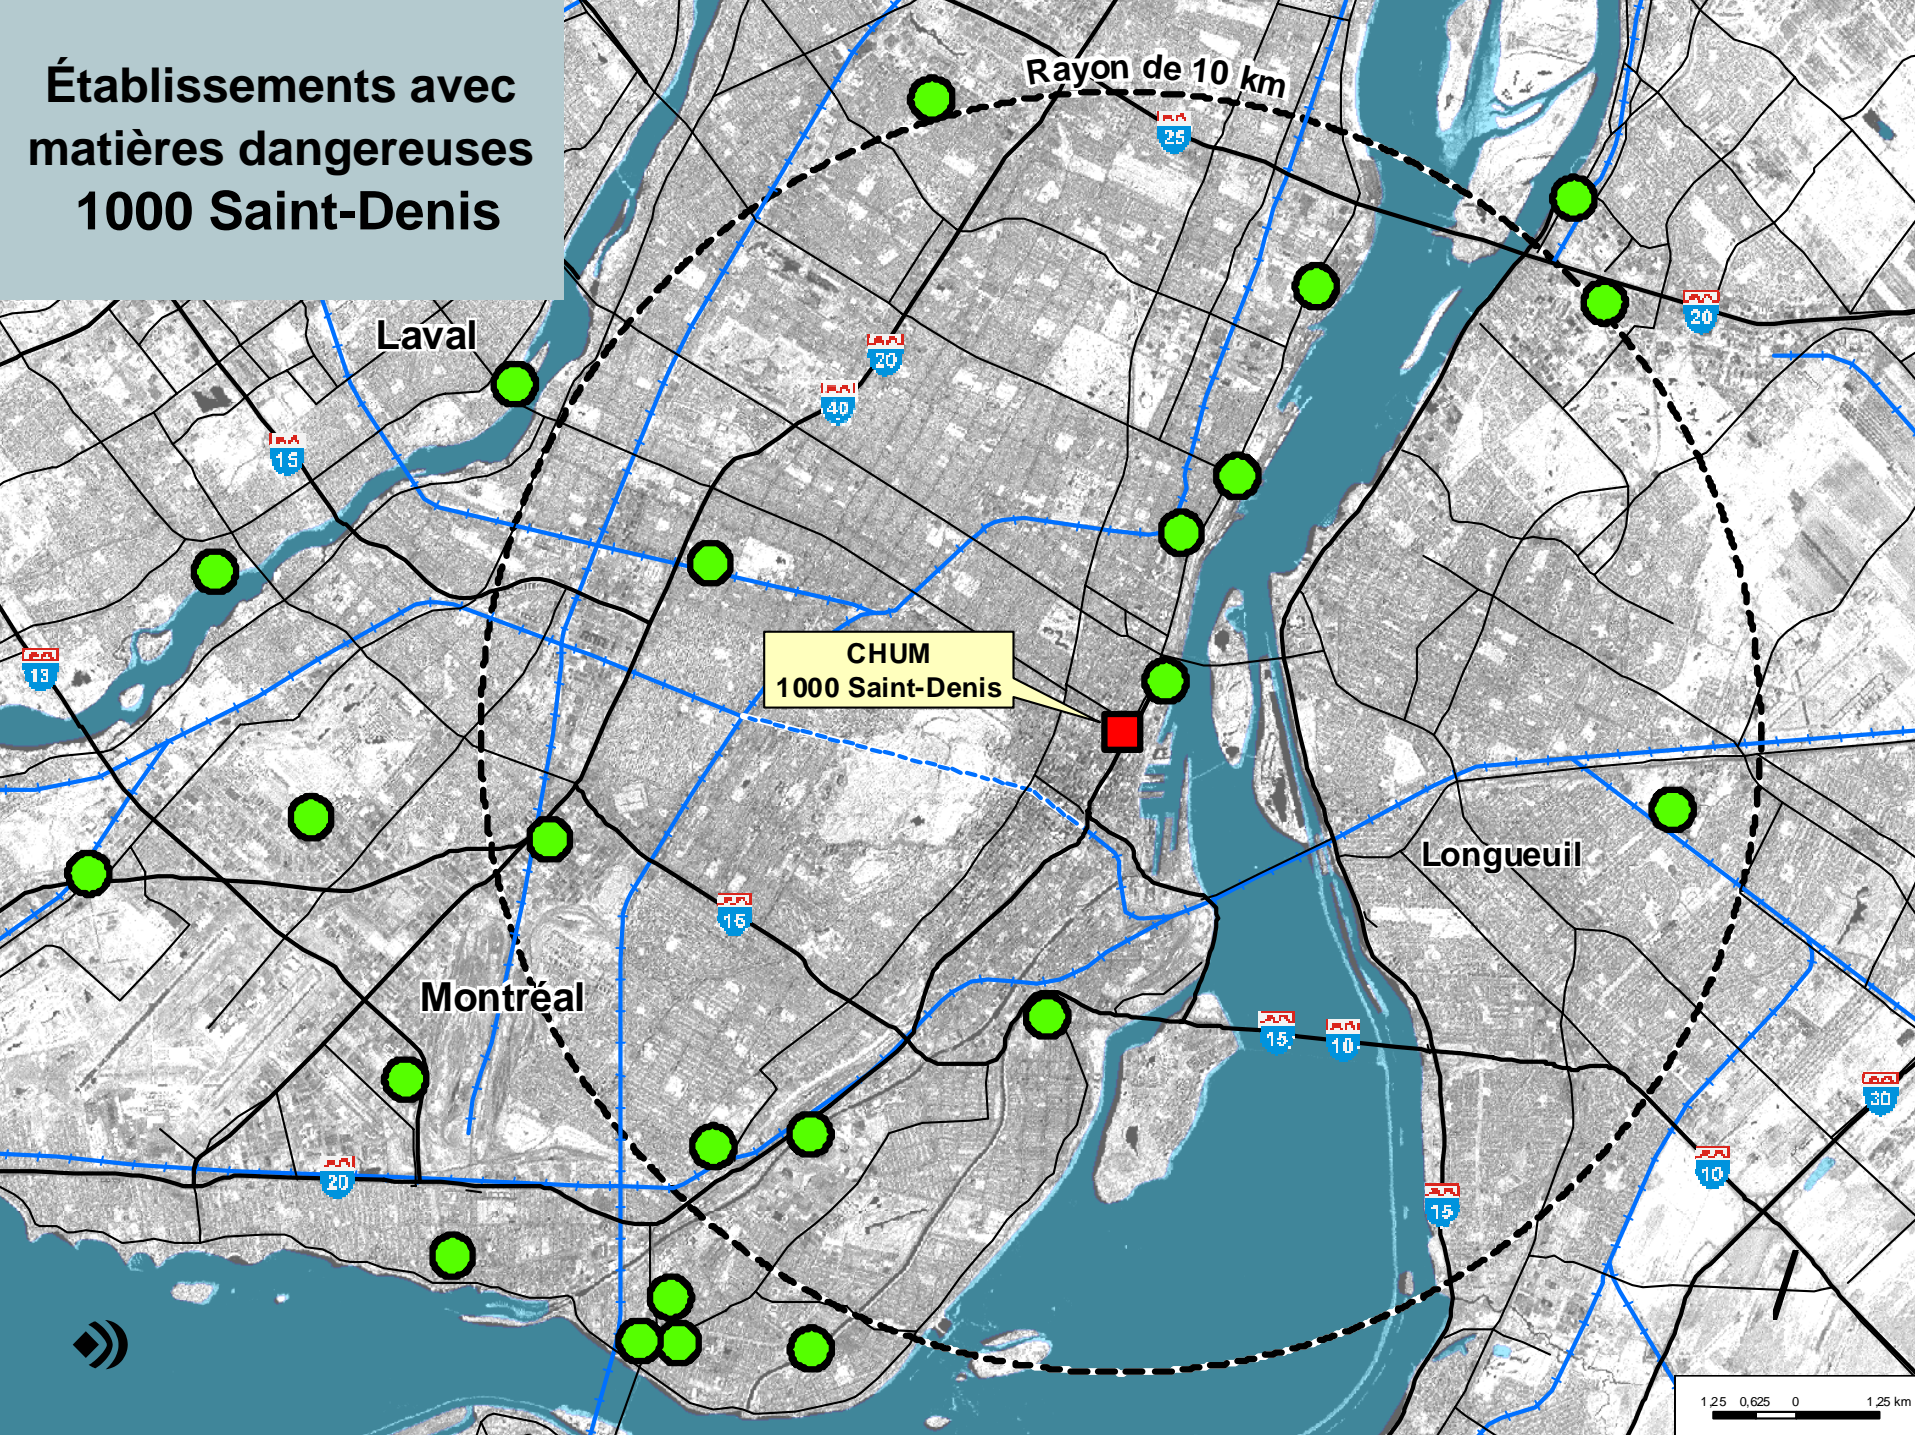 Établissements avec
matières dangereuses
1000 Saint-Denis
Rayon de 10 km
25
20
Laval
20
40
15
13
CHUM
1000 Saint-Denis
Longueuil
15
Montréal
15
10
30
10
20
15
1,25 0,625 0 1,25 km